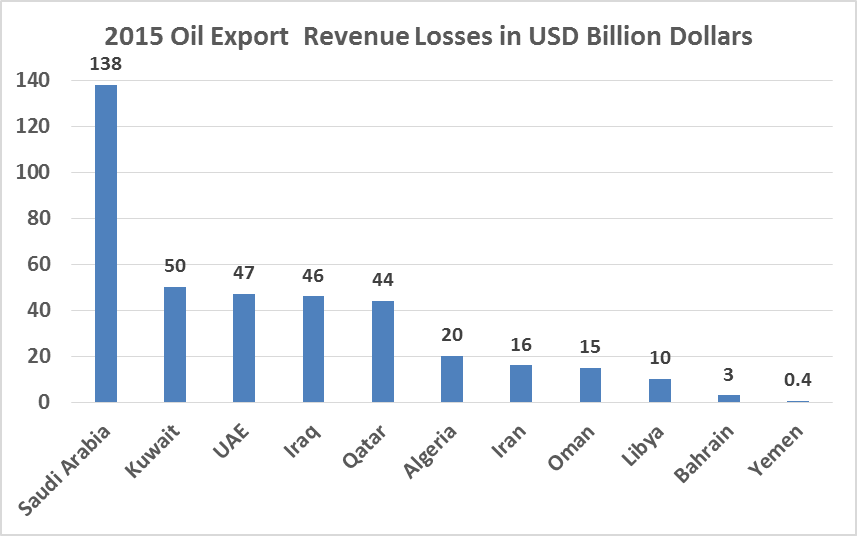 2015 Oil Export  Revenue Losses in USD Billion Dollars
138
140
120
100
80
60
40
20
0
50
47
46
44
20
16
15
10
3
0.4
Saudi Arabia
Kuwait
UAE
Iraq
Qatar
Algeria
Iran
Oman
Libya
Bahrain
Yemen